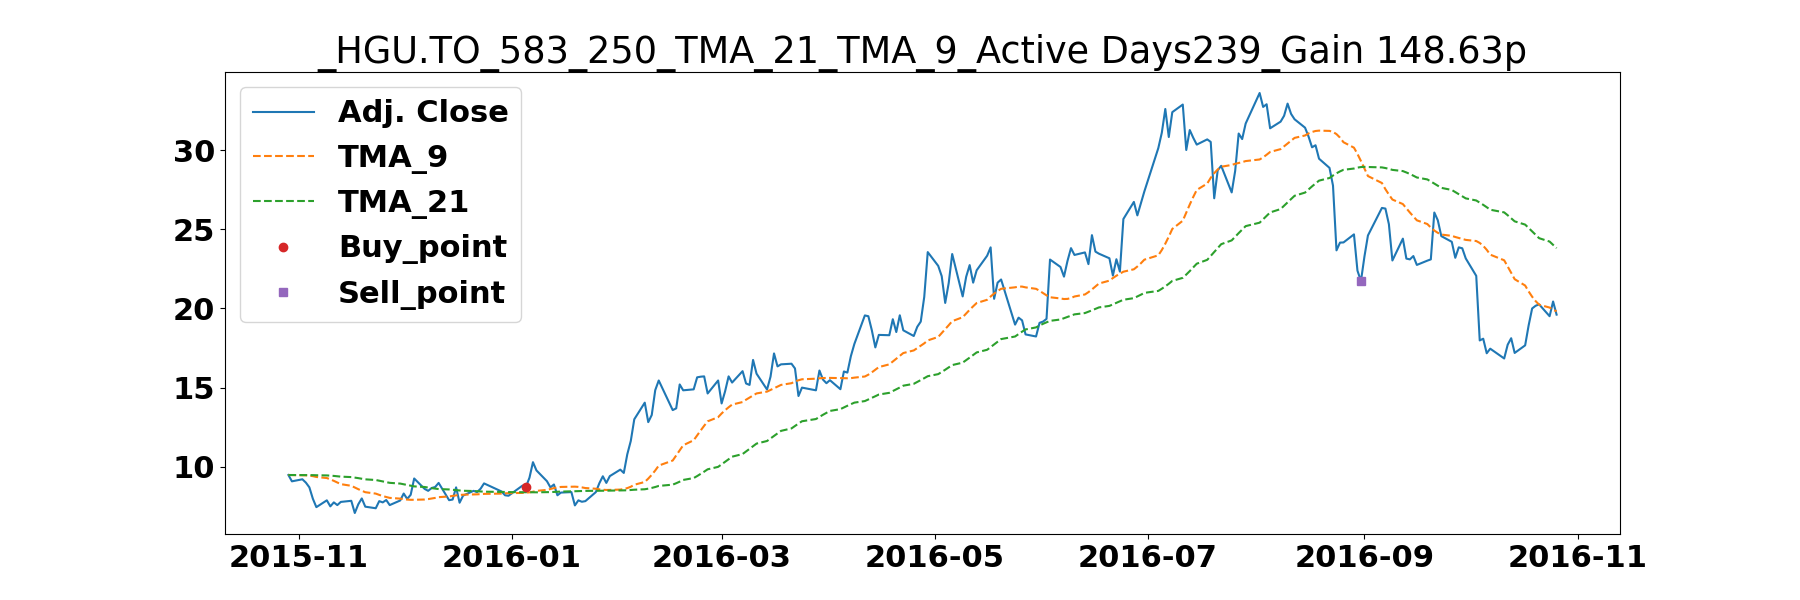 _HGU.TO_583_250_TMA_21_TMA_9_Active Days239_Gain 148.63p
Adj. Close
TMA_9
TMA_21
Buy_point
Sell_point
30
25
20
15
10
2015-11 2016-01 2016-03 2016-05 2016-07 2016-09 2016-11